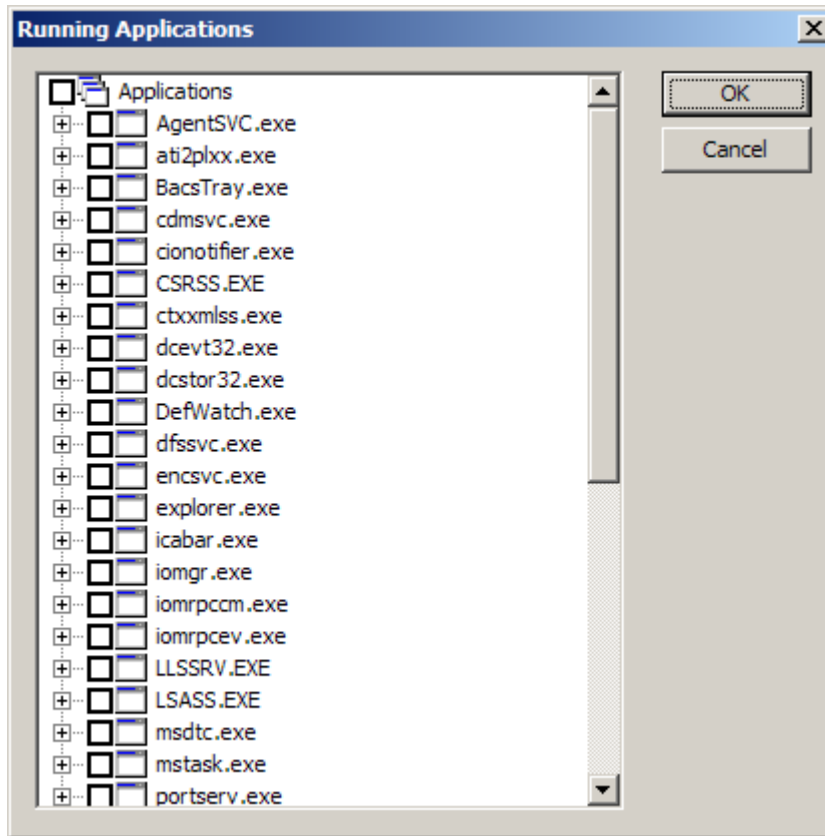 Running Applications
Applications
OK
AgentSVC.exe
ati2plxx.exe
Cancel
BacsTray.exe
cdmsvc.exe
cionotifier.exe
CSRSS.EXE
ctxxmlss.exe
dcevt32.exe
dcstor32.exe
DefWatch.exe
dfssvc.exe
encsvc.exe
explorer.exe
icabar.exe
iomgr.exe
iomrpccm.exe
iomrpcev.exe
LLSSRV.EXE
LSASS.EXE
msdtc.exe
mstask.exe
portserv.exe